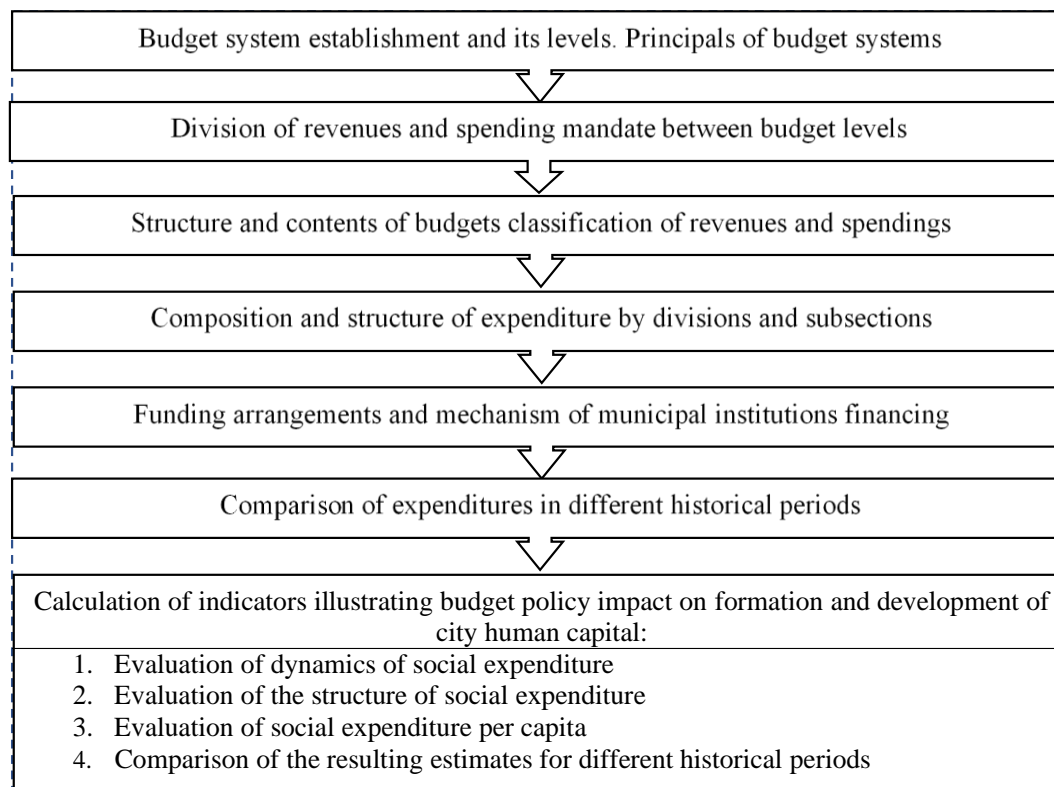 Budget system establishment and its levels. Principals of budget systems
Division of revenues and spending mandate between budget levels
Structure and contents of budgets classification of revenues and spendings
Composition and structure of expenditure by divisions and subsections
Funding arrangements and mechanism of municipal institutions financing
Comparison of expenditures in different historical periods
Calculation of indicators illustrating budget policy impact on formation and development of
city human capital:
1. Evaluation of dynamics of social expenditure
2. Evaluation of the structure of social expenditure
3. Evaluation of social expenditure per capita
4. Comparison of the resulting estimates for different historical periods